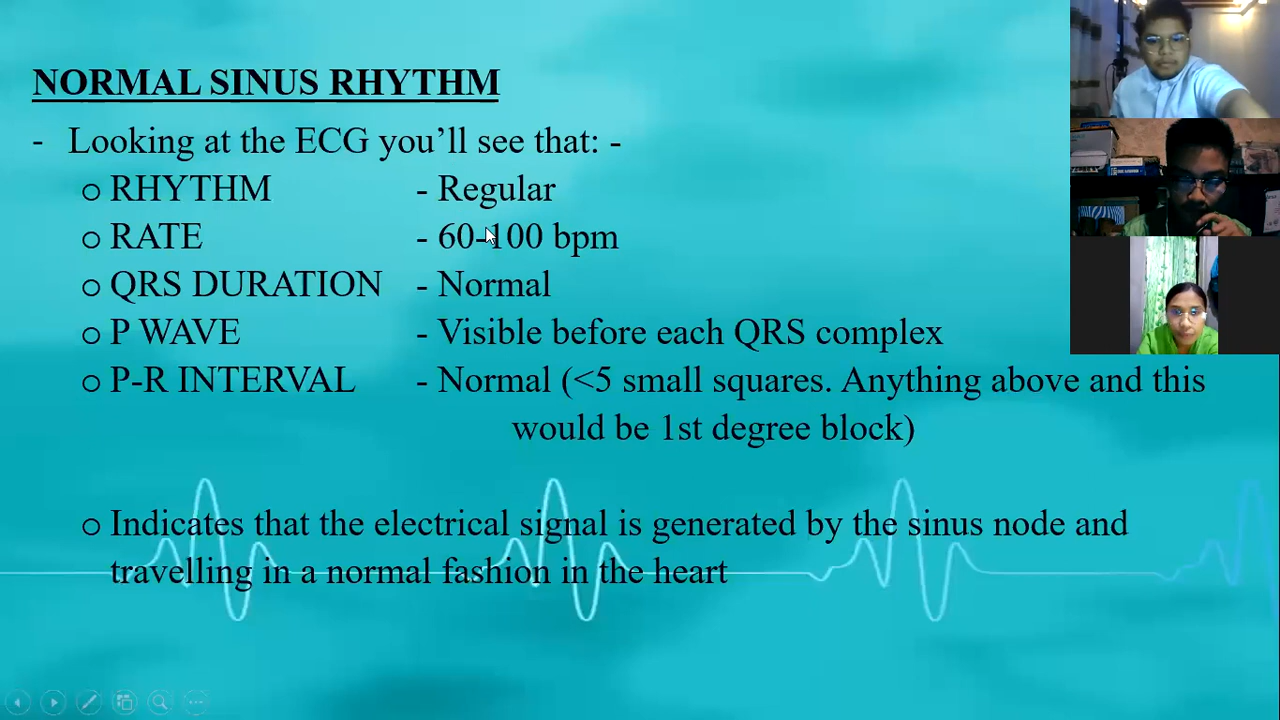 NORMAL SINUS RHYTHM
- Looking at the ECG you’ll see that: -
o RHYTHM - Regular
o RATE - 60-100 bpm
o QRS DURATION - Normal
o P WAVE - Visible before each QRS complex
o P-R INTERVAL - Normal (<5 small squares. Anything above and this
would be 1st degree block)
o Indicates that the electrical signal is generated by the sinus node and
travelling in a normal fashion in the heart